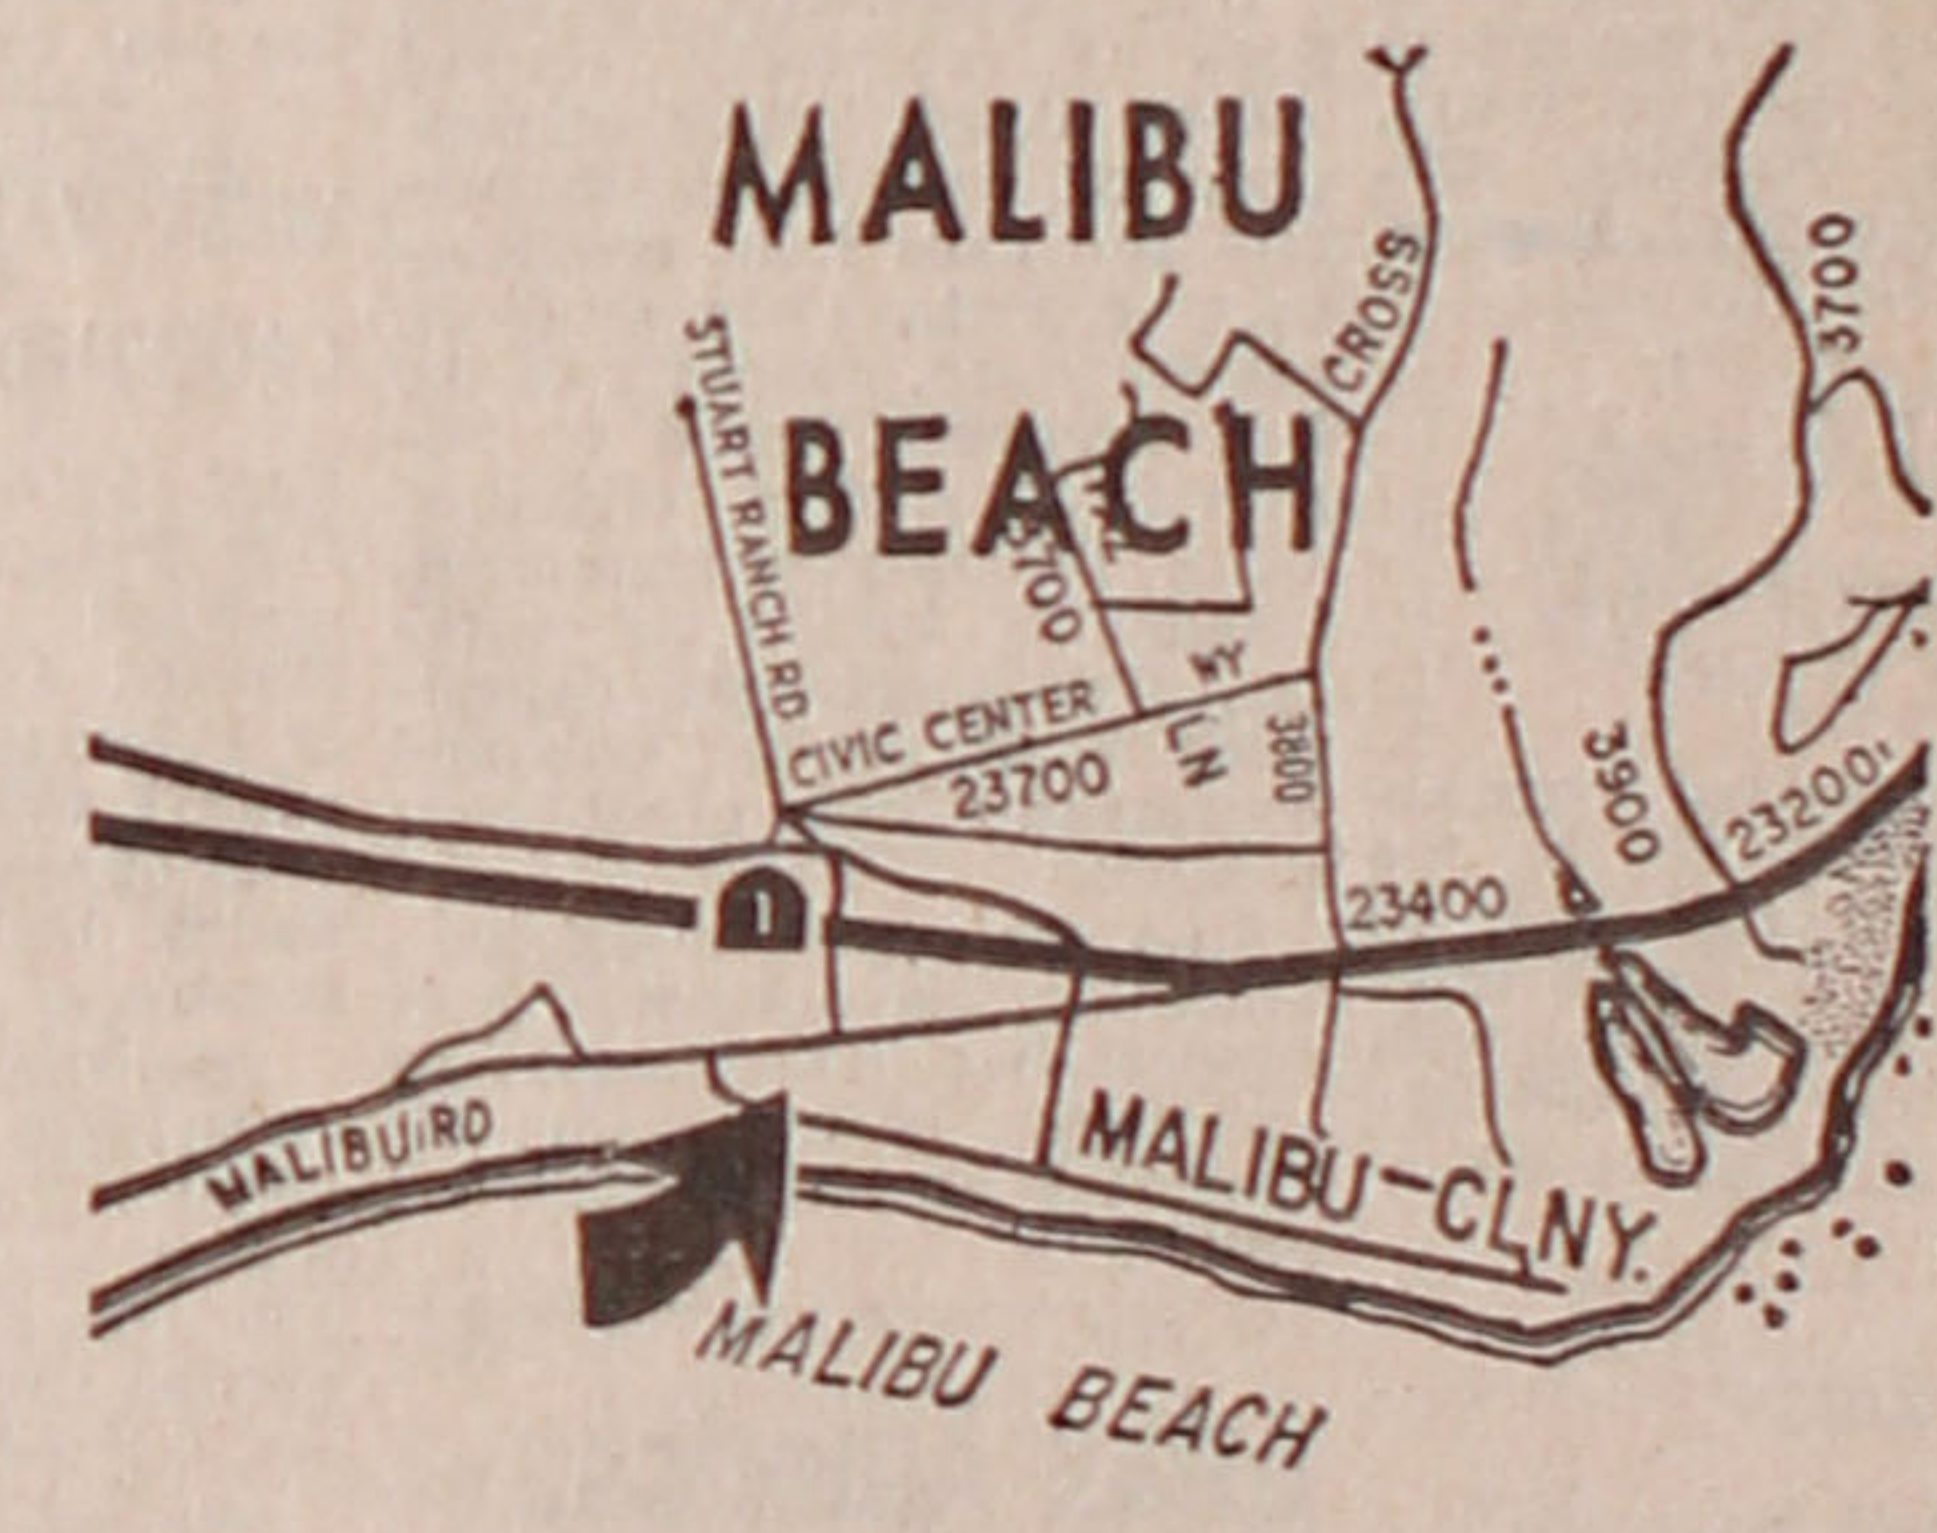 MALIBU
BEACH
CROSS
3700
STUART RANCH RD
3700
WY
CIVIC CENTER
LN
23700
3800
3900
23200
23400
1
MALIBU RD
MALIBU-CLNY.
MALIBU BEACH